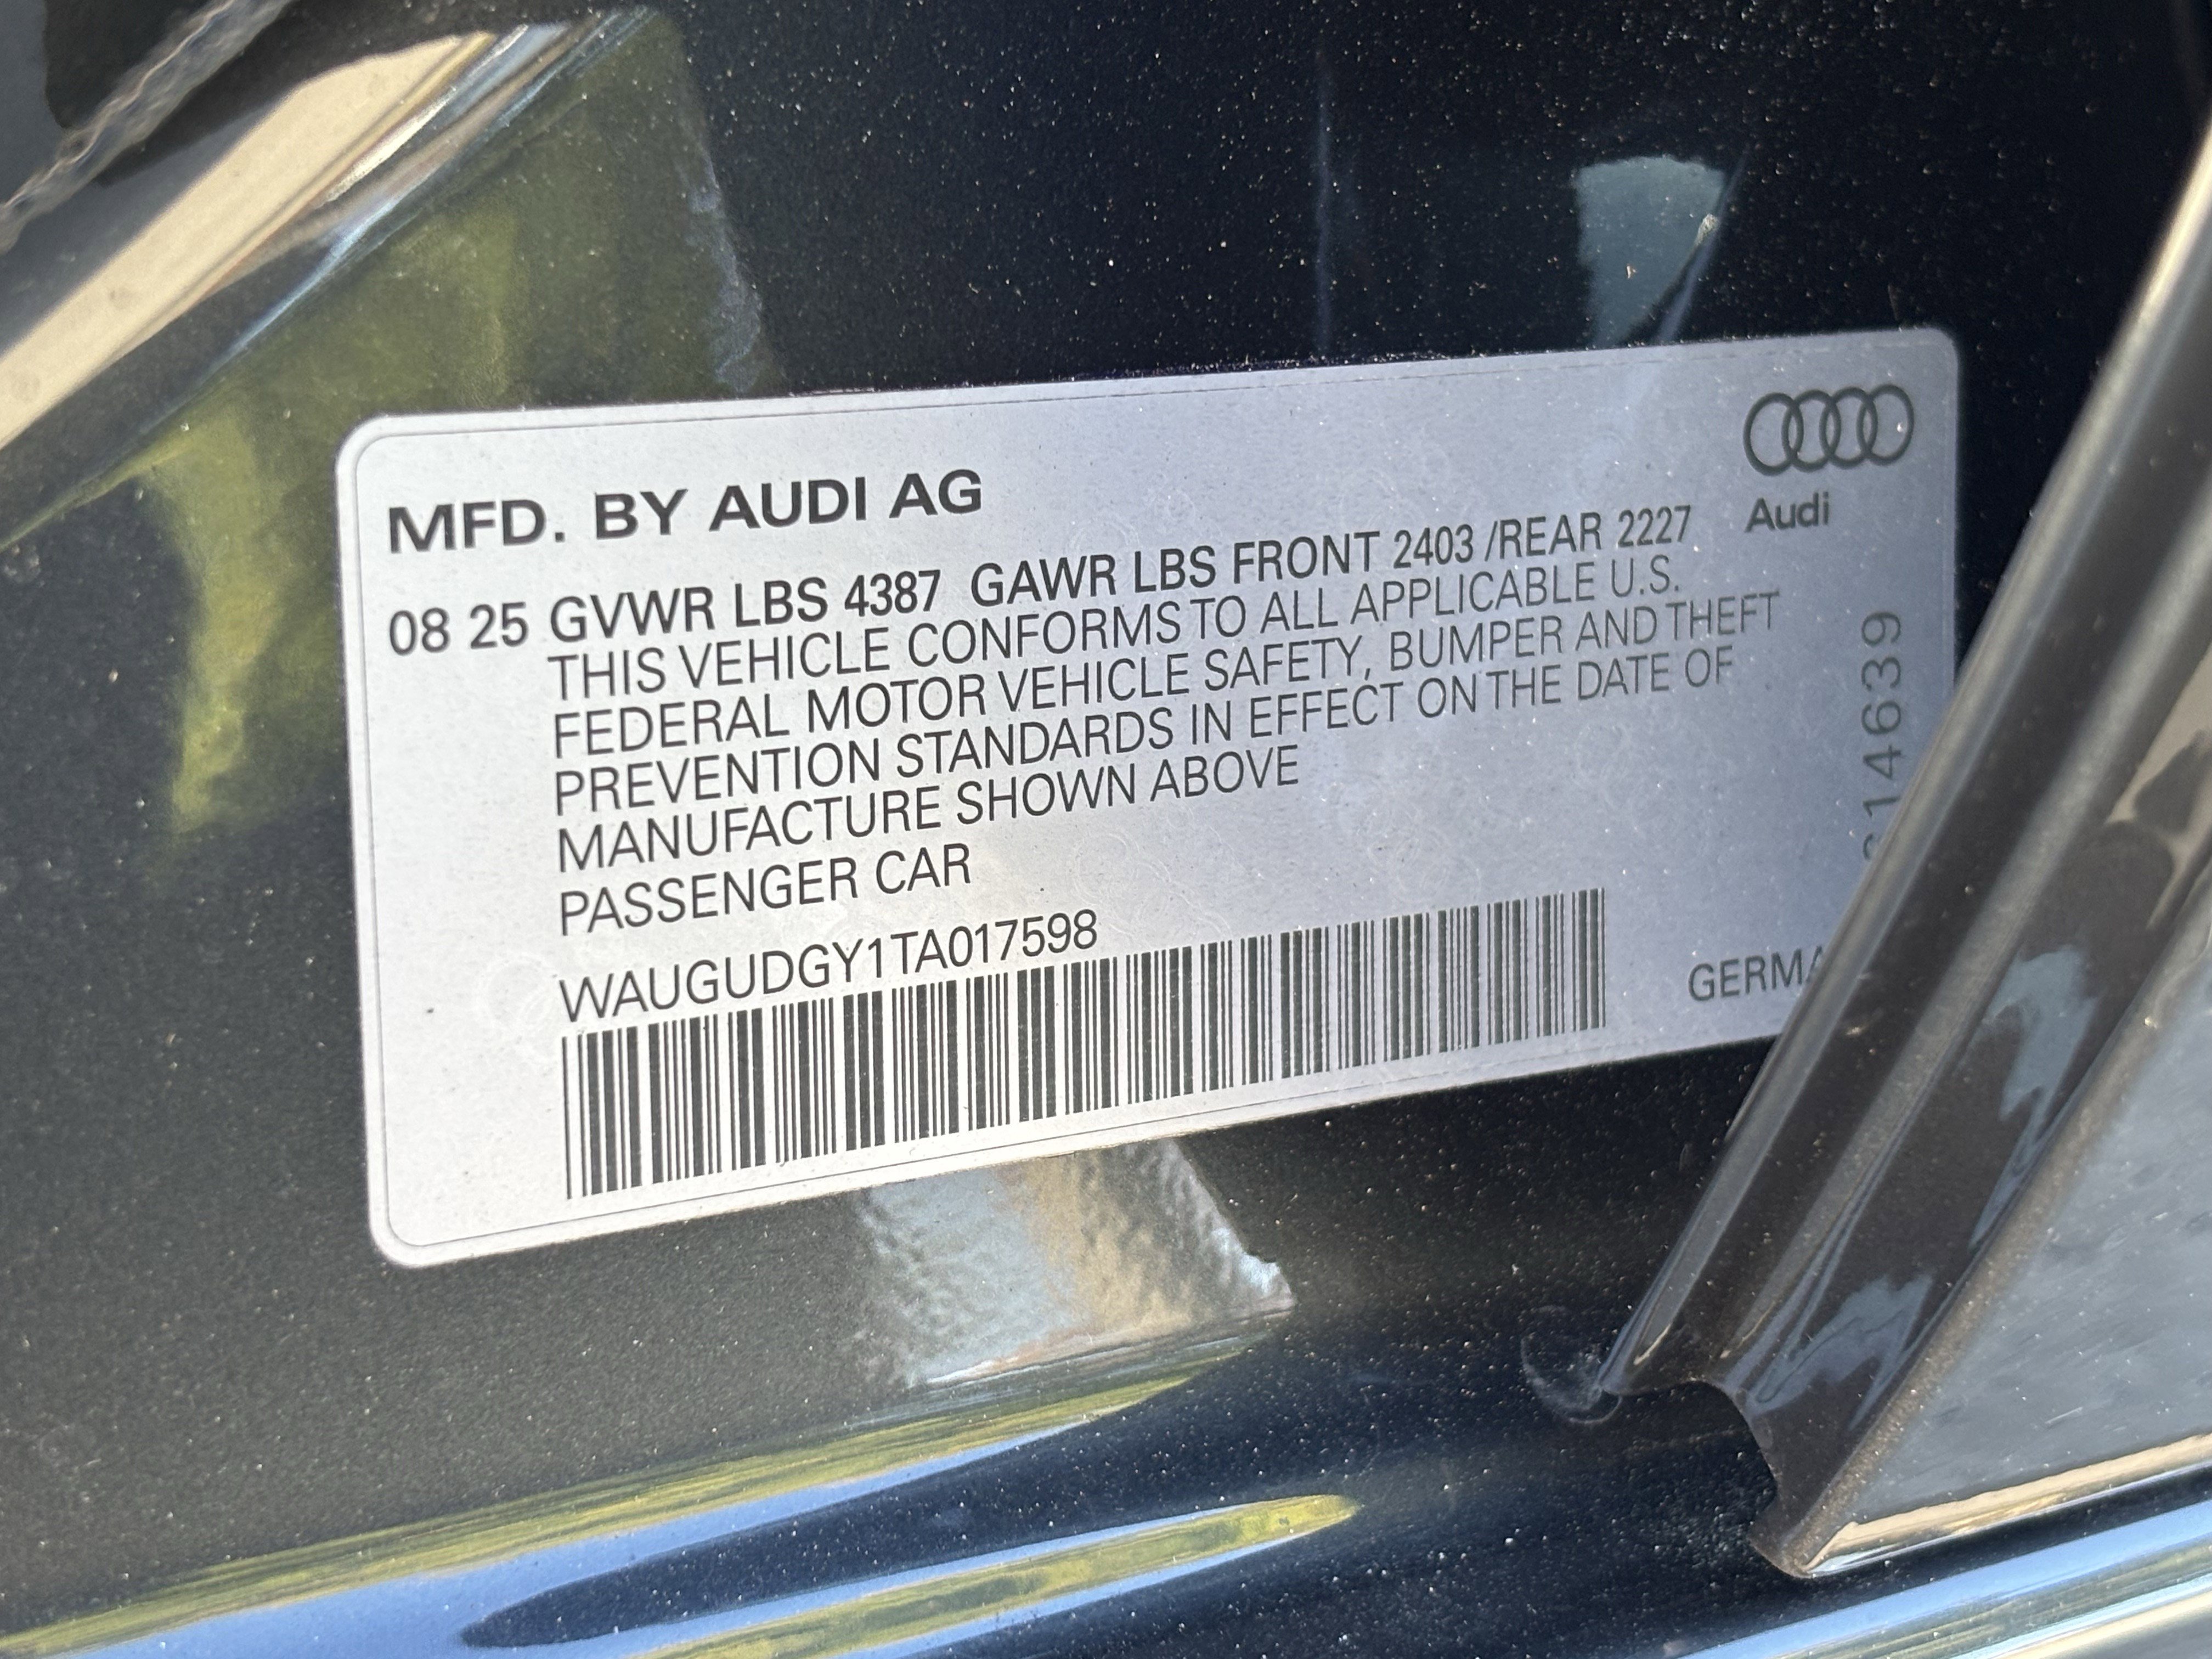 MFD. BY AUDI AG
Audi
08 25 GVWR LBS 4387 GAWR LBS FRONT 2403 /REAR 2227
THIS VEHICLE CONFORMS TO ALL APPLICABLE U.S.
FEDERAL MOTOR VEHICLE SAFETY, BUMPER AND THEFT
PREVENTION STANDARDS IN EFFECT ON THE DATE OF
MANUFACTURE SHOWN ABOVE
PASSENGER CAR
WAUGUDGY1TA017598
GERMA
14639